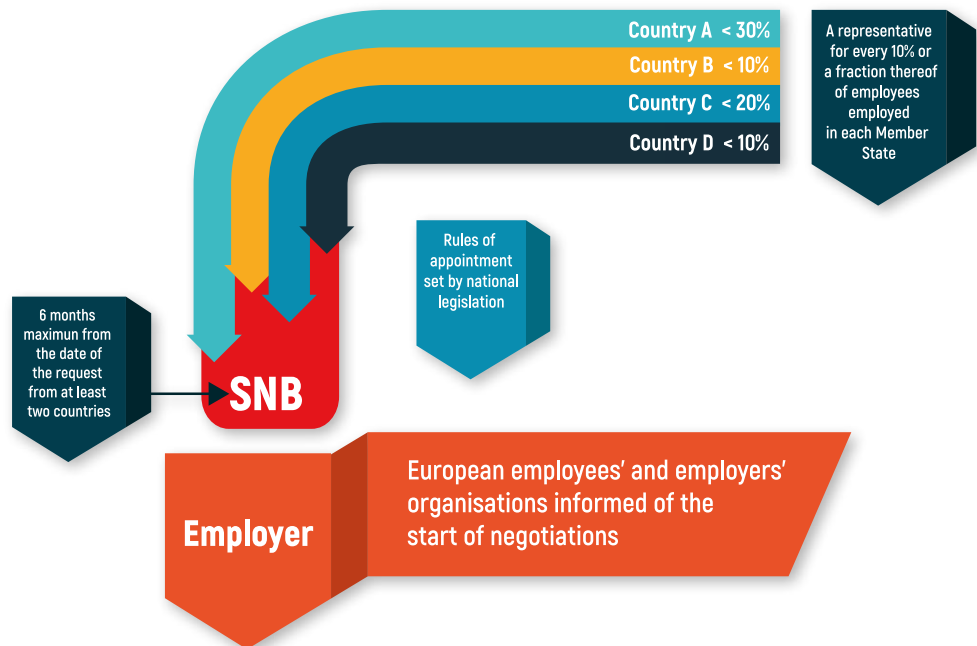 Country A < 30%
Country B < 10%
Country C < 20%
Country D < 10%
A representative
for every 10% or
a fraction thereof
of employees
employed
in each Member
State
Rules of
appointment
set by national
legislation
6 months
maximun from
the date of
the request
from at least
two countries
SNB
Employer
European employees' and employers'
organisations informed of the
start of negotiations